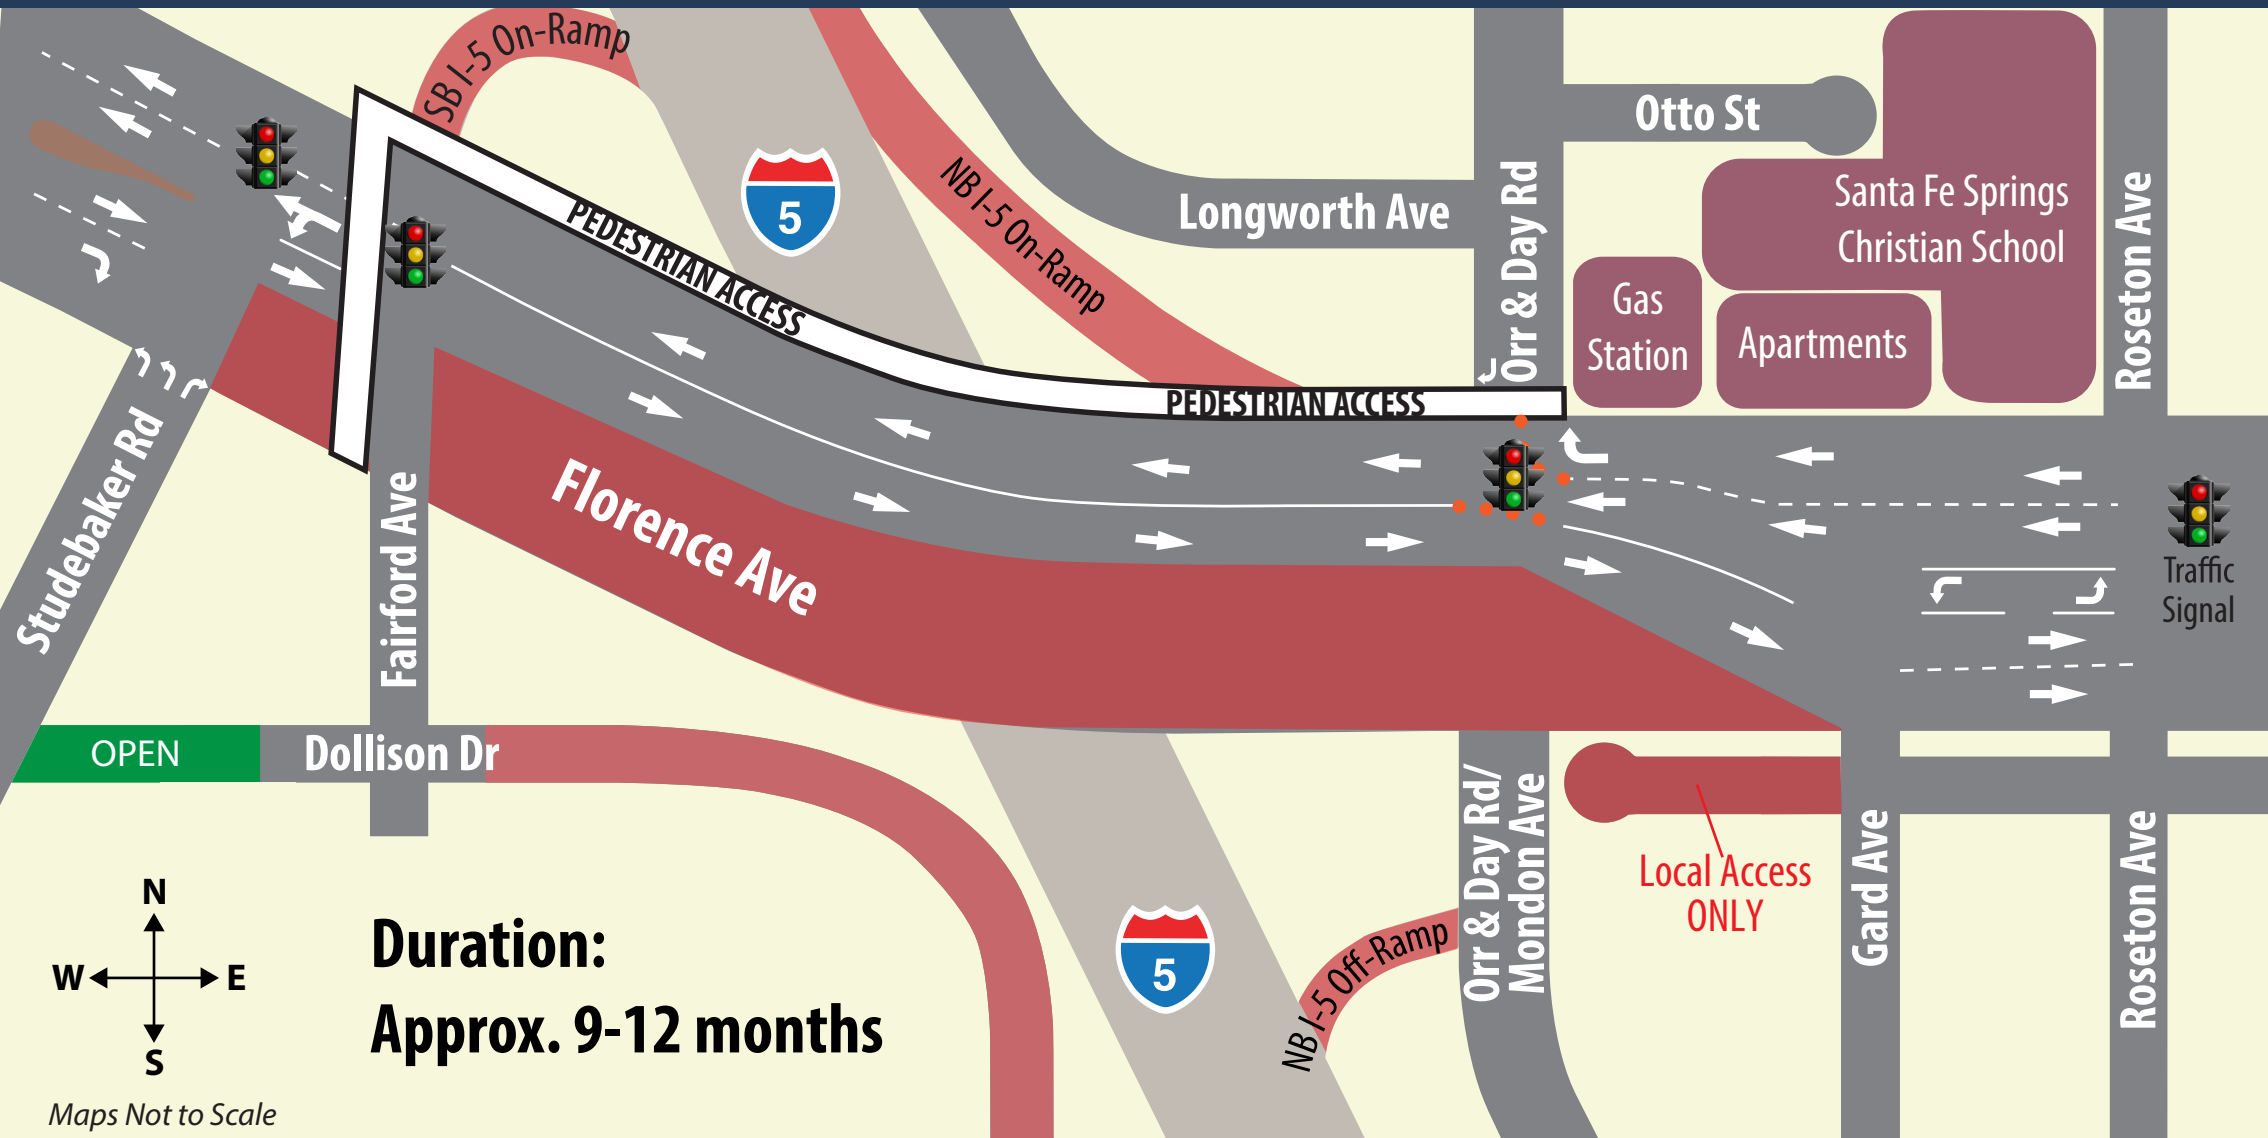 SB I-5 On-Ramp
5
NB I-5 On-Ramp
Longworth Ave
Orr & Day Rd
Otto St
Santa Fe Springs
Christian School
Gas
Station
Apartments
Roseton Ave
PEDESTRIAN ACCESS
PEDESTRIAN ACCESS
Studebaker Rd
Fairford Ave
Florence Ave
Traffic
Signal
OPEN
Dollison Dr
Orr & Day Rd/
Mondon Ave
Local Access
ONLY
Gard Ave
Roseton Ave
NB I-5 Off-Ramp
5
N
W
E
S
Duration:
Approx. 9-12 months
Maps Not to Scale